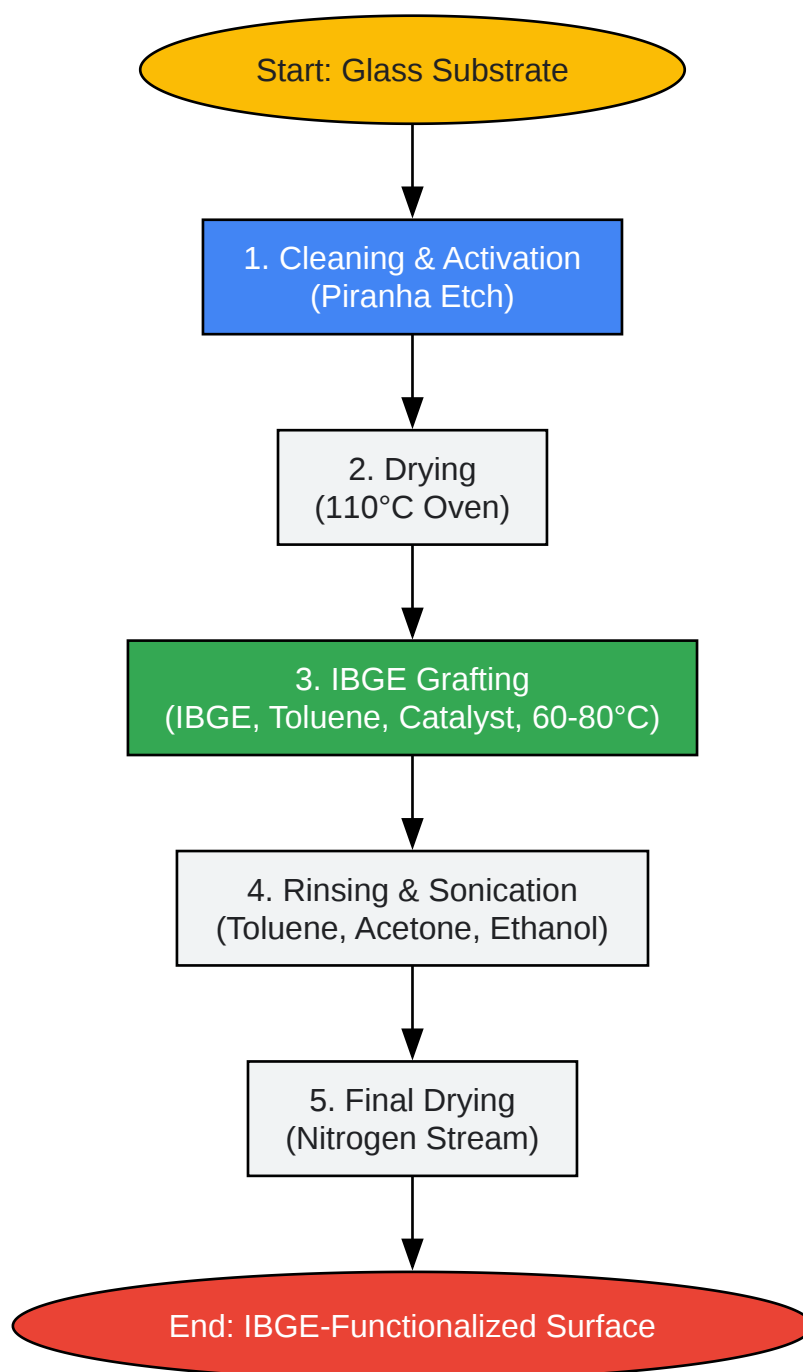 Start: Glass Substrate
1. Cleaning & Activation
(Piranha Etch)
2. Drying
(110°C Oven)
3. IBGE Grafting
(IBGE, Toluene, Catalyst, 60-80°C)
4. Rinsing & Sonication
(Toluene, Acetone, Ethanol)
5. Final Drying
(Nitrogen Stream)
End: IBGE-Functionalized Surface